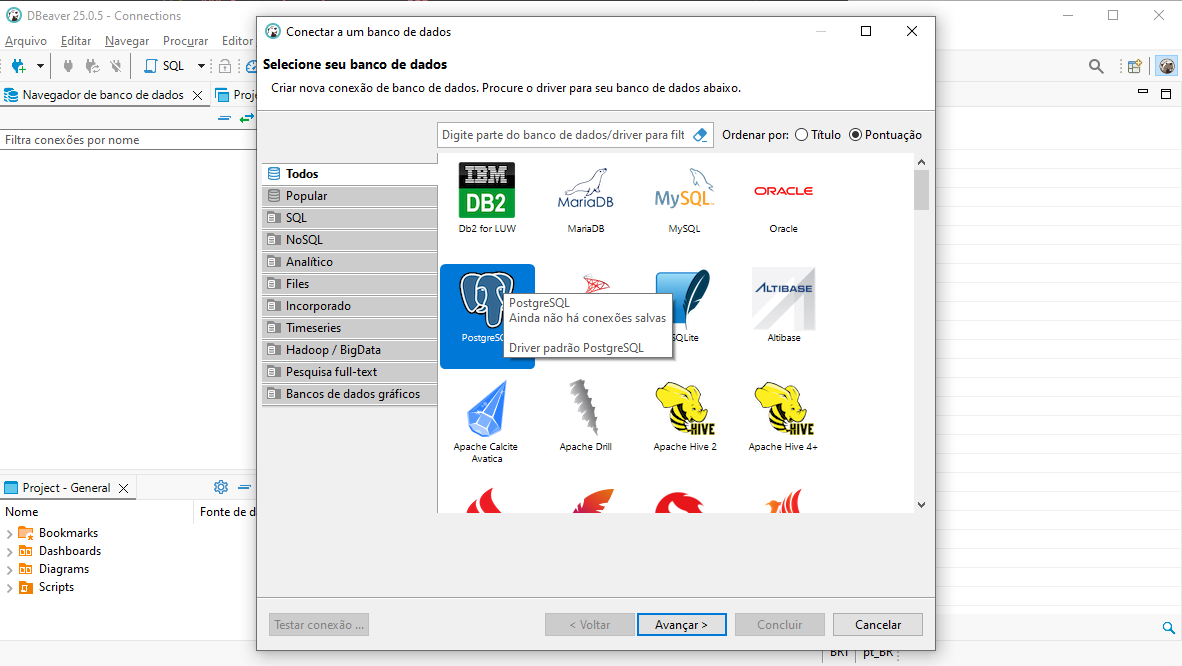 DBeaver 25.0.5 - Connections
Arquivo Editar Navegar Procurar Editor
SQL
Navegador de banco de dados
Filtra conexões por nome
Conectar a um banco de dados
Selecione seu banco de dados
Criar nova conexão de banco de dados. Procure o driver para seu banco de dados abaixo.
Digite parte do banco de dados/driver para filt
Ordenar por: Título Pontuação
Todos
Popular
SQL
NoSQL
Analítico
Files
Incorporado
Timeseries
Hadoop / BigData
Pesquisa full-text
Bancos de dados gráficos
IBM DB2
MariaDB
MySQL
ORACLE
Db2 for LUW
MariaDB
MySQL
Oracle
ALTIBASE
PostgreSQL
Ainda não há conexões salvas
Driver padrão PostgreSQL
Altibase
HIVE
HIVE
Apache Calcite Avatica
Apache Drill
Apache Hive 2
Apache Hive 4+
Project - General
Nome
Fonte de d
Bookmarks
Dashboards
Diagrams
Scripts
Testar conexão ...
< Voltar
Avançar >
Concluir
Cancelar
BRT
pt_BR